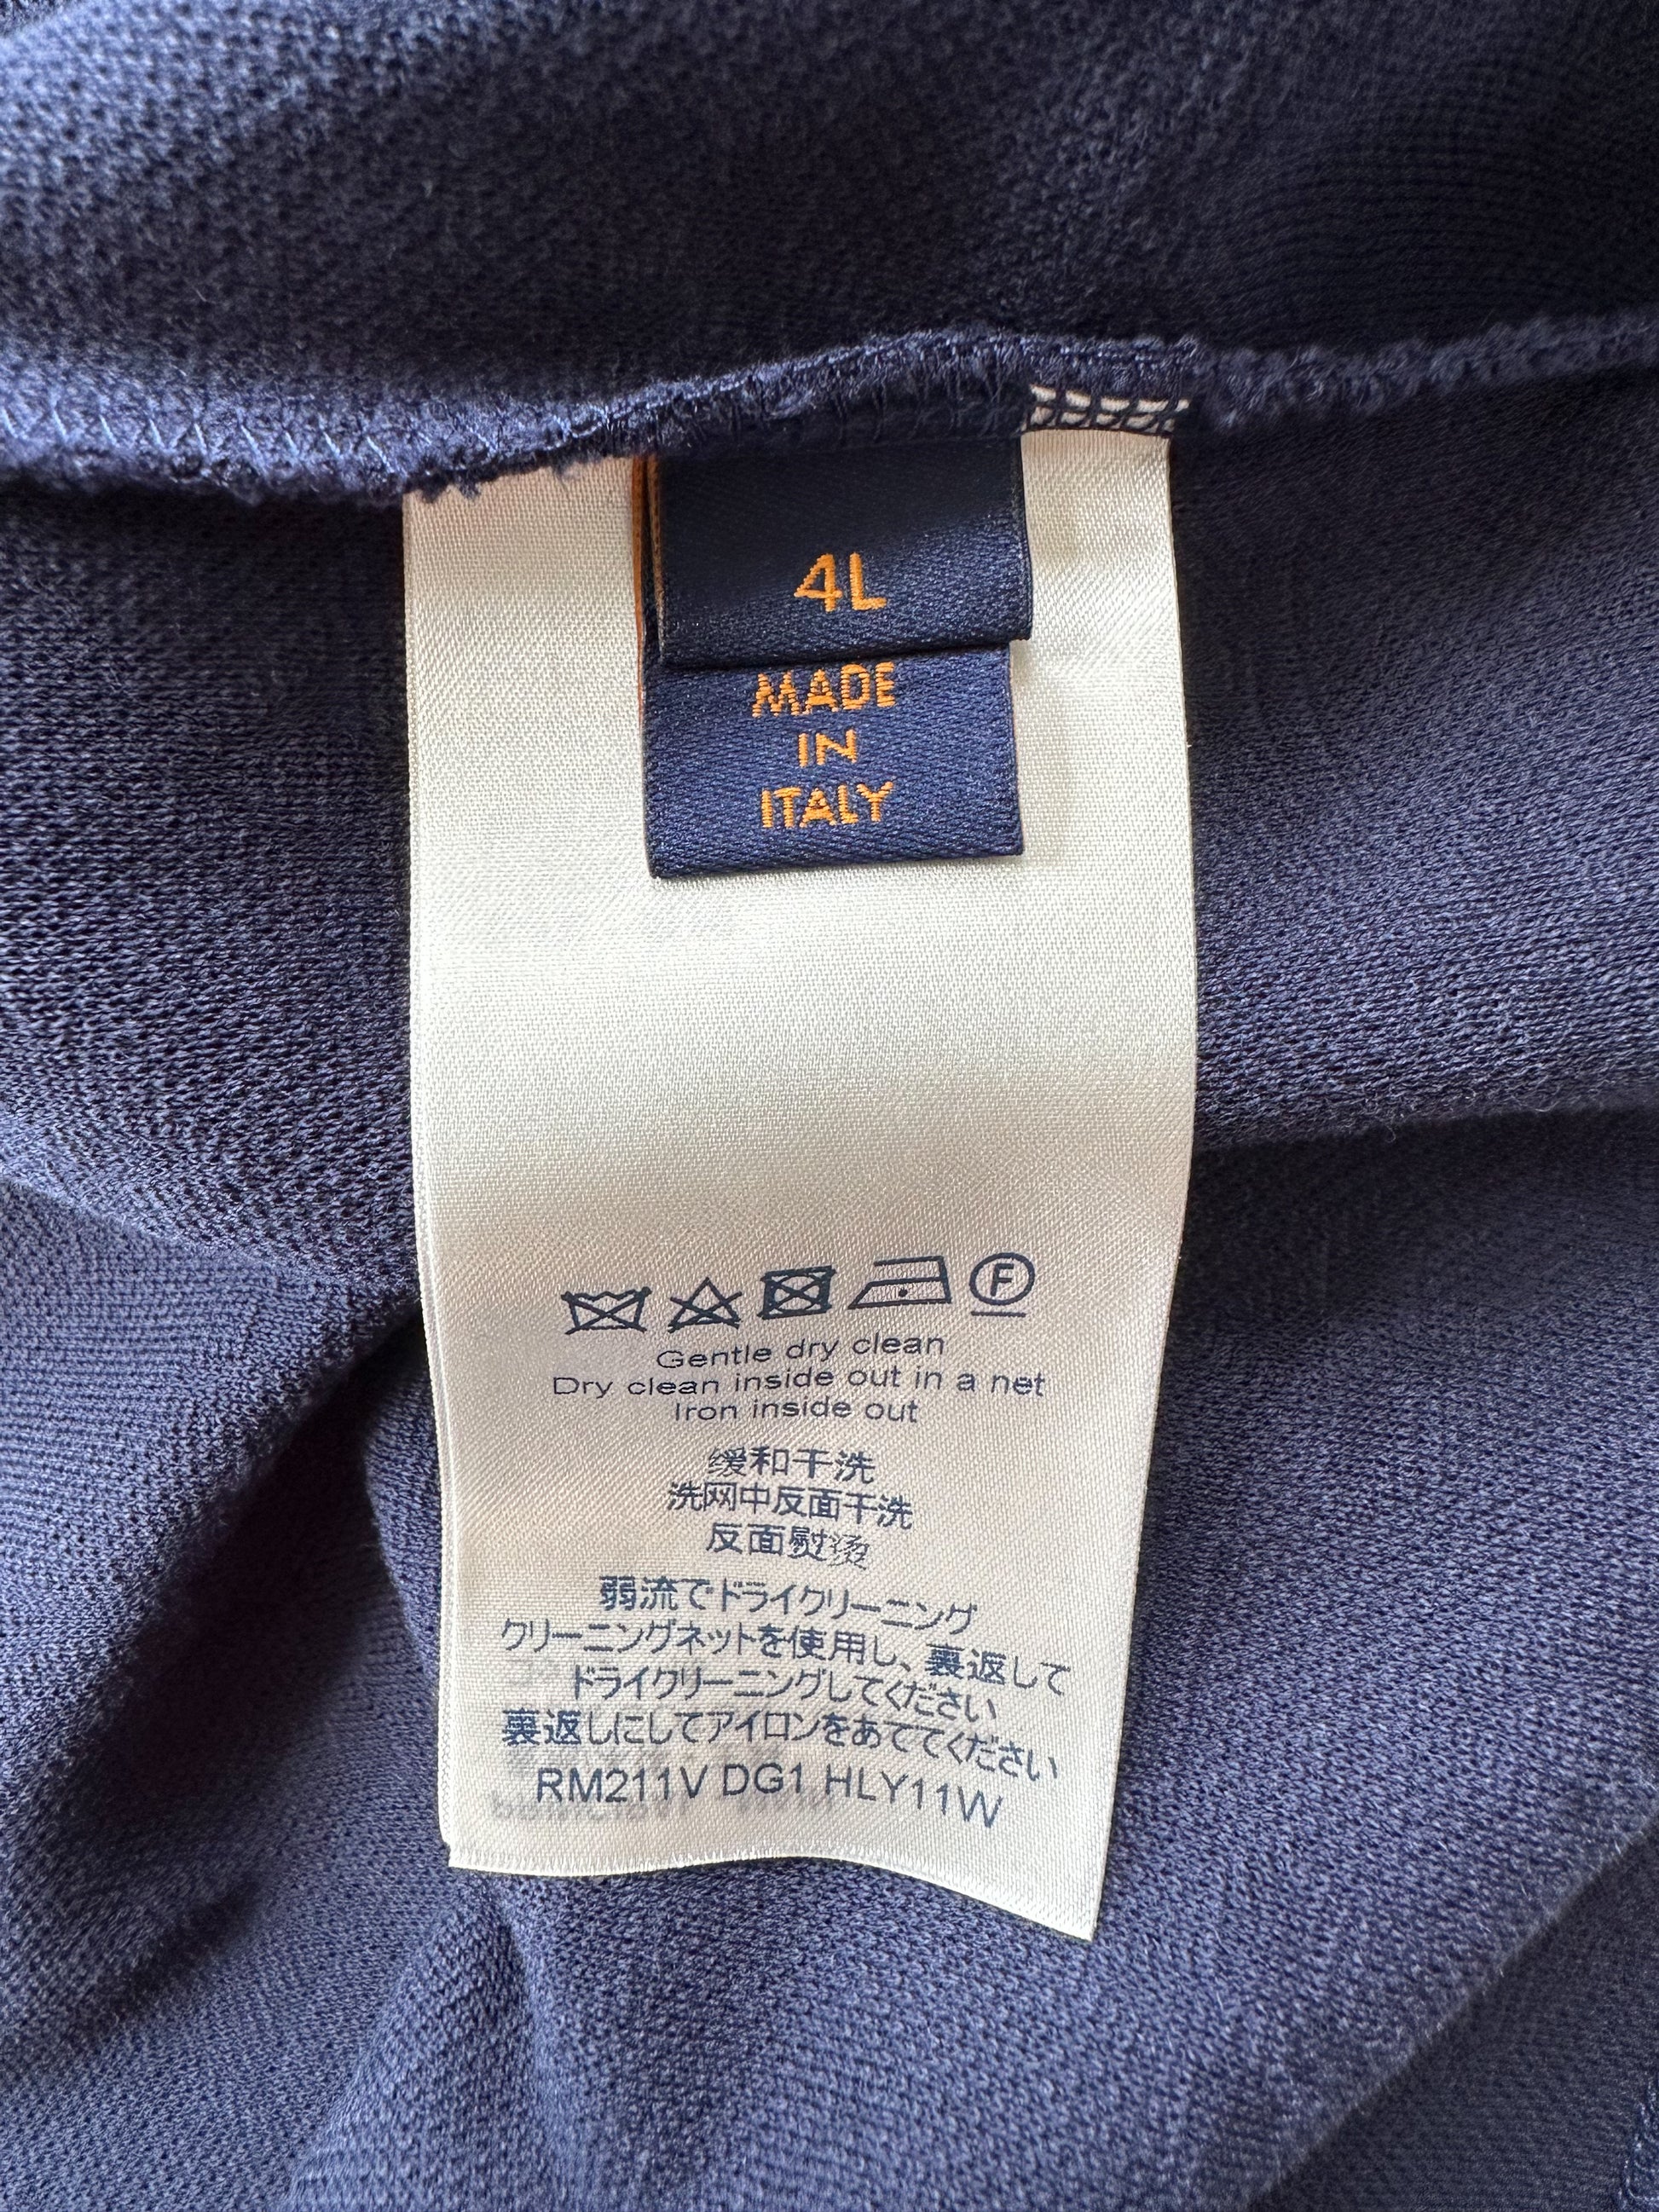 4L
MADE
IN
ITALY
F
Gentle dry clean
Dry clean inside out in a net
Iron inside out
缓和干洗
洗网中反面干洗
反面熨烫
弱流でドライクリーニング
クリーニングネットを使用し、裏返して
ドライクリーニングしてください
裏返しにしてアイロンをあててください
RM211V DG1 HLY11W